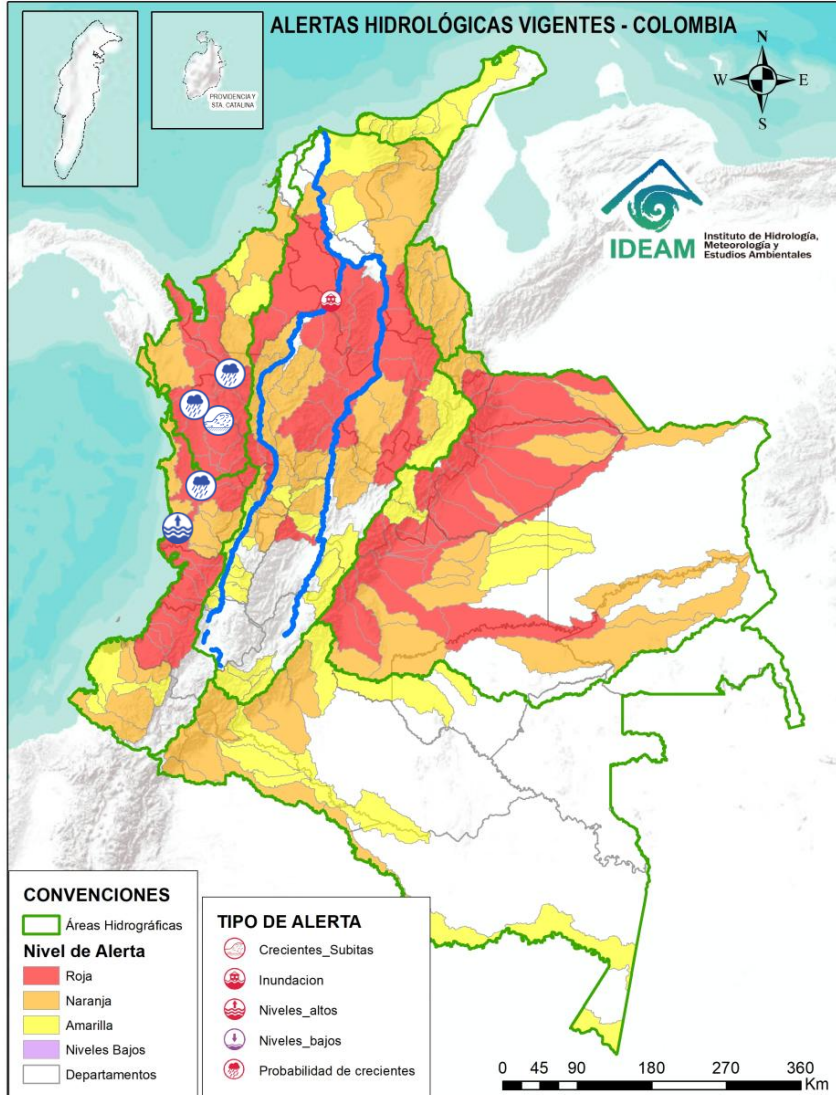 ALERTAS HIDROLÓGICAS VIGENTES - COLOMBIA
PROVIDENCIA Y
STA. CATALINA
N
W
E
S
IDEAM
Instituto de Hidrología,
Meteorología y
Estudios Ambientales
CONVENCIONES
Áreas Hidrográficas
Nivel de Alerta
Roja
Naranja
Amarilla
Niveles Bajos
Departamentos
TIPO DE ALERTA
Crecientes_Subitas
Inundacion
Niveles_altos
Niveles_bajos
Probabilidad de crecientes
0 45 90 180 270 360
Km